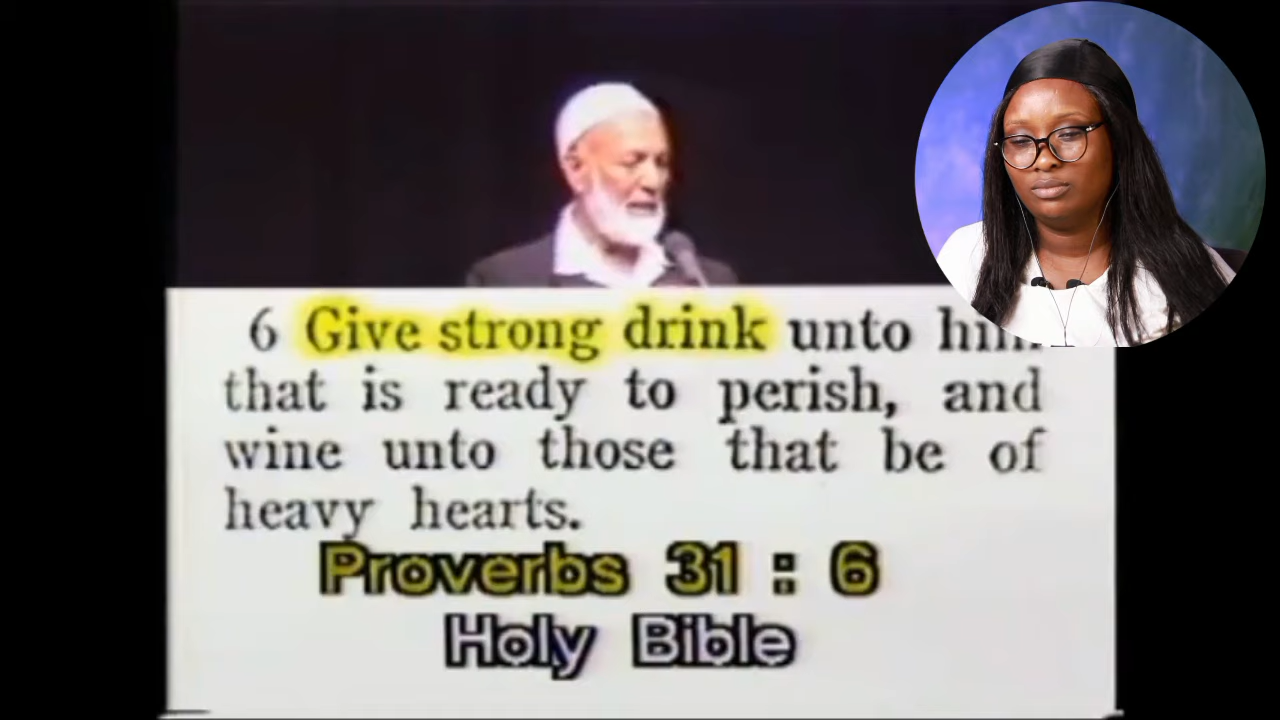 6 Give strong drink unto him
that is ready to perish, and
wine unto those that be of
heavy hearts.
Proverbs 31 : 6
Holy Bible